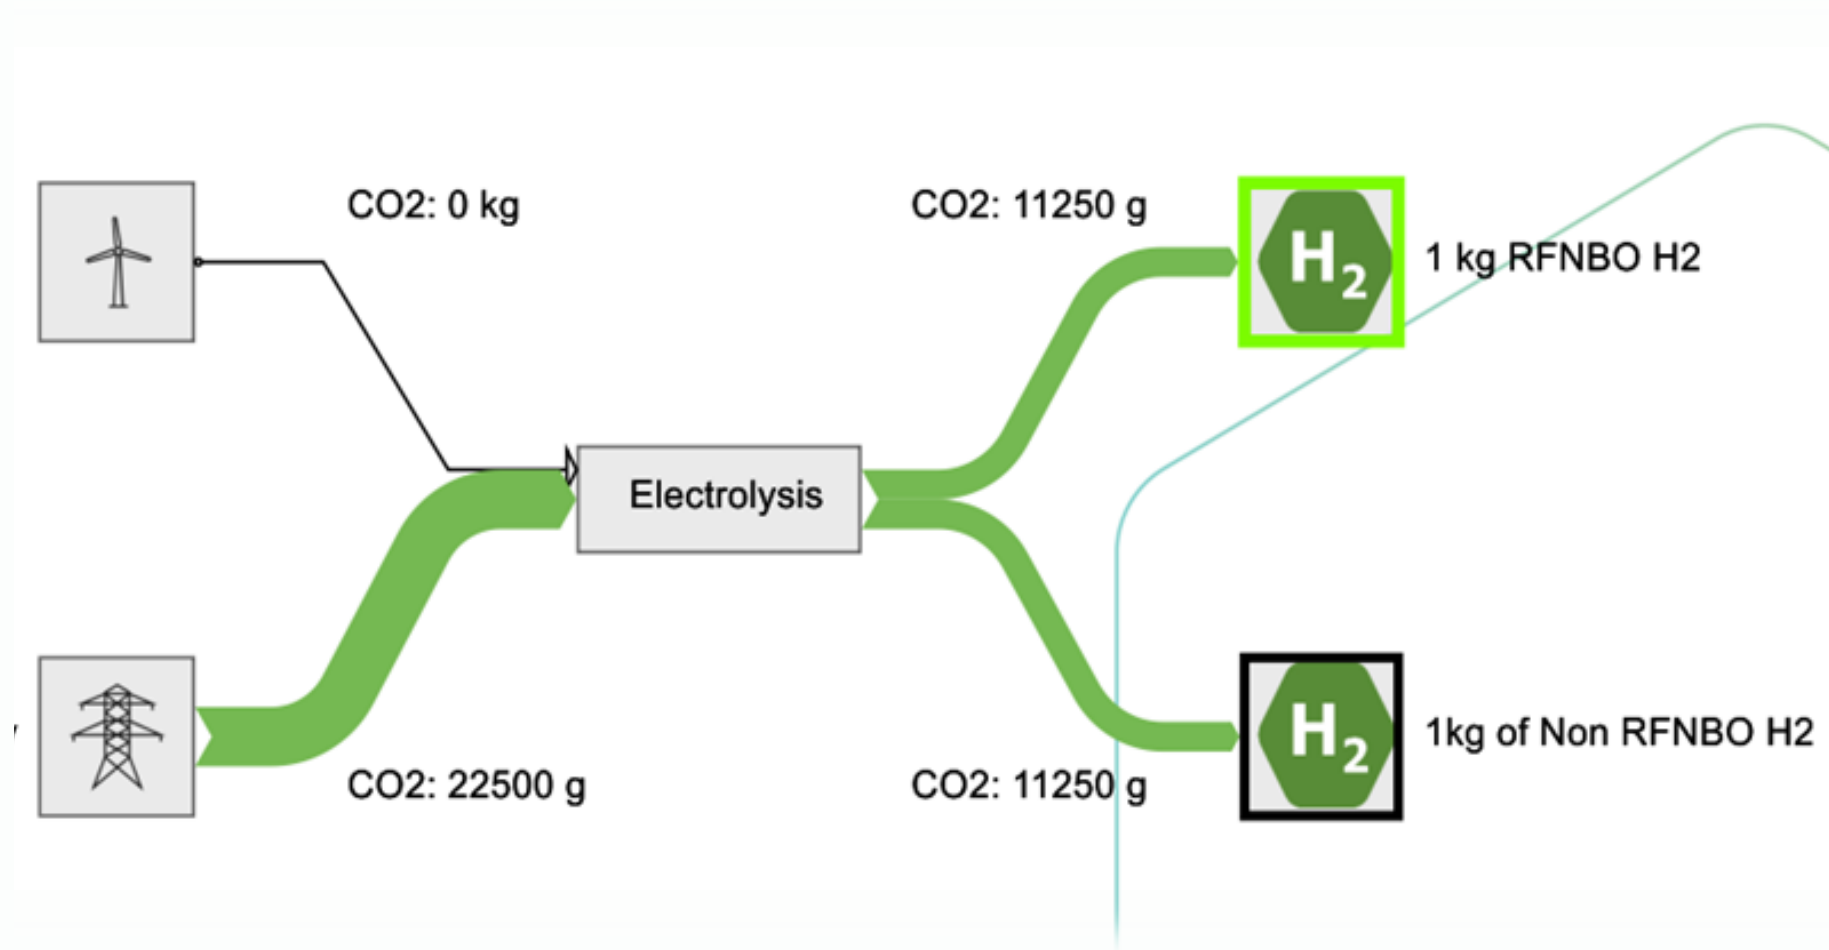 CO2: 0 kg
CO2: 11250 g
H2
1 kg RFNBO H2
Electrolysis
H2
1kg of Non RFNBO H2
CO2: 22500 g
CO2: 11250 g